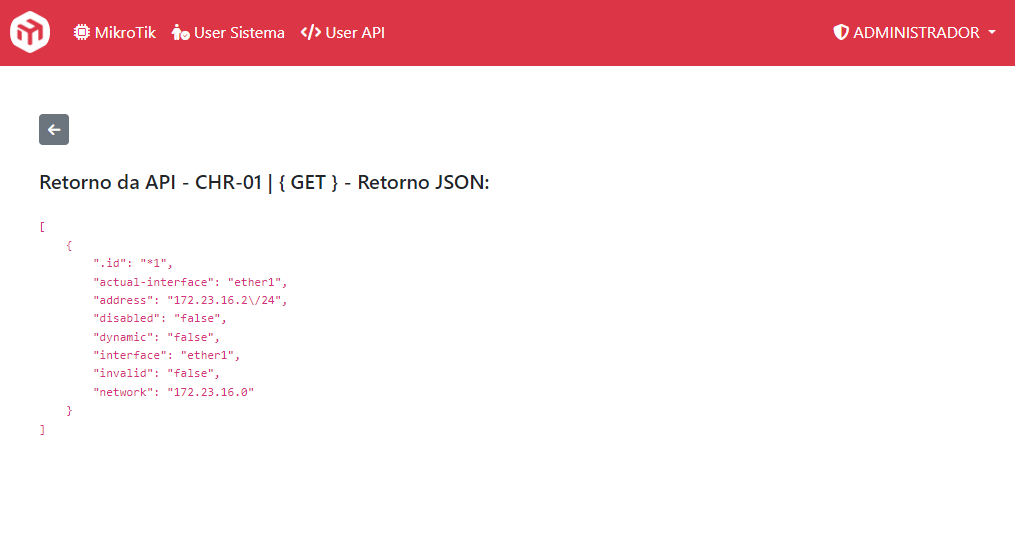 MikroTik User Sistema User API ADMINISTRADOR
Retorno da API - CHR-01 | { GET } - Retorno JSON:
[
    {
        ".id": "*1",
        "actual-interface": "ether1",
        "address": "172.23.16.2\/24",
        "disabled": "false",
        "dynamic": "false",
        "interface": "ether1",
        "invalid": "false",
        "network": "172.23.16.0"
    }
]